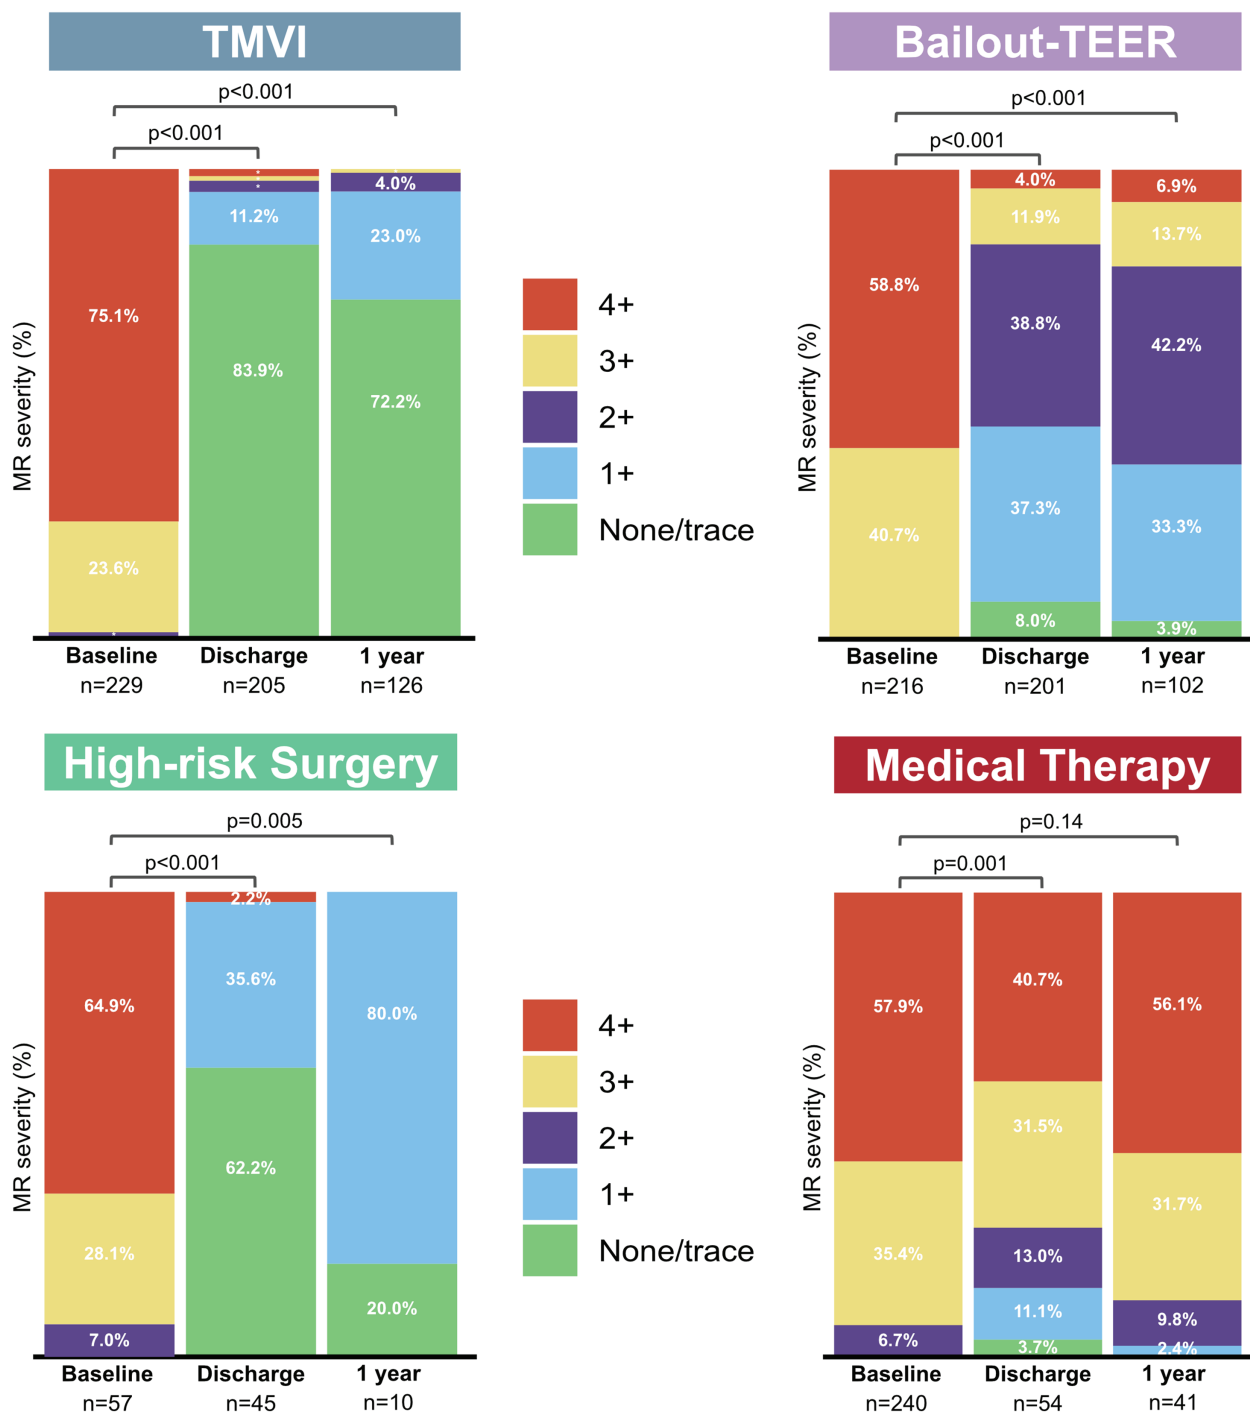 TMVI
p<0.001
p<0.001
MR severity (%)
75.1%
23.6%
11.2%
83.9%
4.0%
23.0%
72.2%
Baseline
Discharge
1 year
n=229
n=205
n=126
4+
3+
2+
1+
None/trace
Bailout-TEER
p<0.001
p<0.001
MR severity (%)
58.8%
40.7%
4.0%
11.9%
38.8%
37.3%
8.0%
6.9%
13.7%
42.2%
33.3%
3.9%
Baseline
Discharge
1 year
n=216
n=201
n=102
High-risk Surgery
p=0.005
p<0.001
MR severity (%)
64.9%
28.1%
7.0%
2.2%
35.6%
62.2%
80.0%
20.0%
Baseline
Discharge
1 year
n=57
n=45
n=10
4+
3+
2+
1+
None/trace
Medical Therapy
p=0.14
p=0.001
MR severity (%)
57.9%
35.4%
6.7%
40.7%
31.5%
13.0%
11.1%
3.7%
56.1%
31.7%
9.8%
2.4%
Baseline
Discharge
1 year
n=240
n=54
n=41